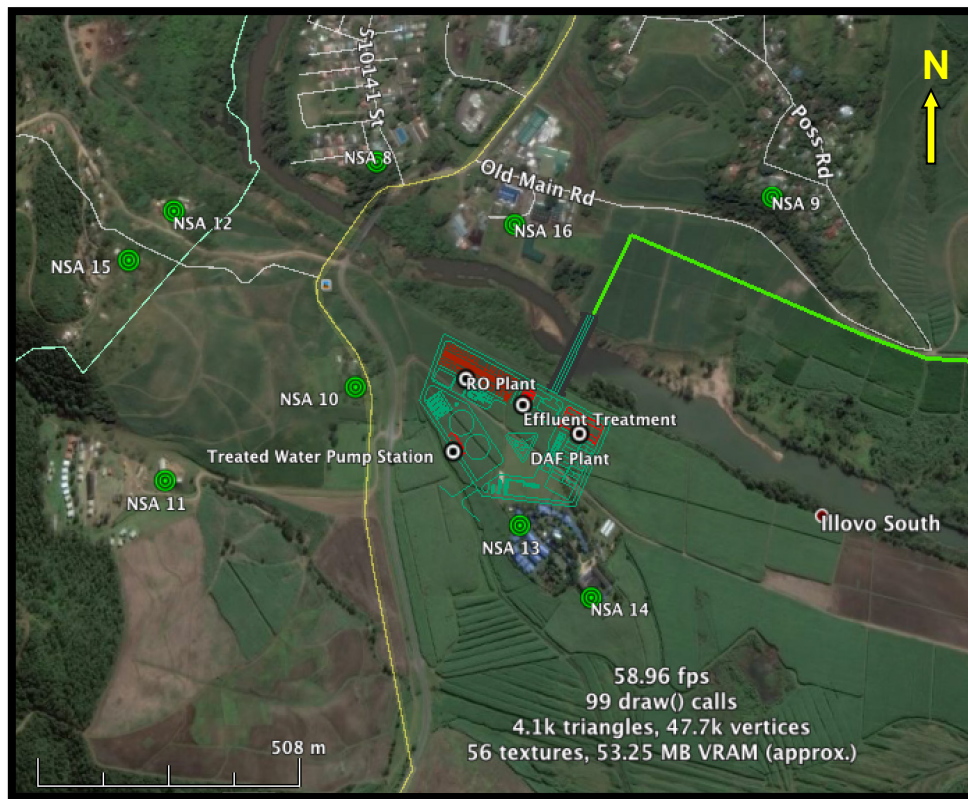 N
S10141 St
Poss Rd
NSA 8
Old Main Rd
NSA 9
NSA 12
NSA 16
NSA 15
RO Plant
NSA 10
Effluent Treatment
Treated Water Pump Station
DAF Plant
NSA 11
Illovo South
NSA 13
NSA 14
58.96 fps
99 draw() calls
4.1k triangles, 47.7k vertices
56 textures, 53.25 MB VRAM (approx.)
508 m